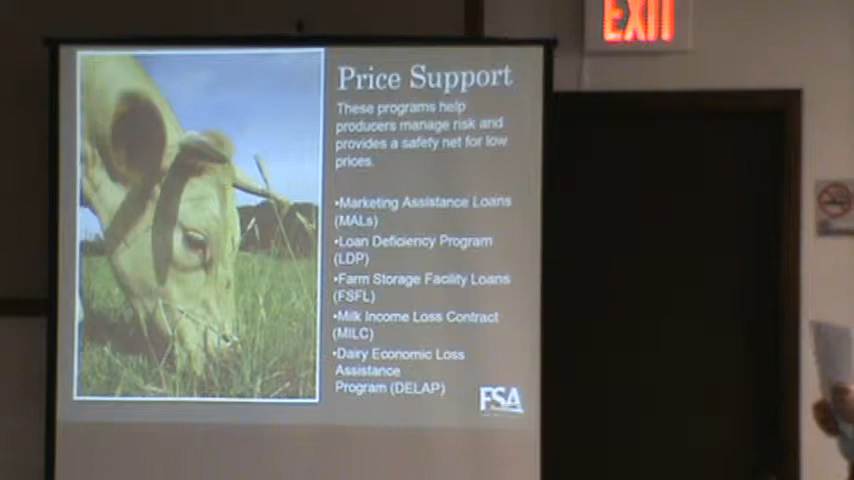 EXIT
Price Support
These programs help
producers manage risk and
provides a safety net for low
prices.
•Marketing Assistance Loans
(MALs)
•Loan Deficiency Program
(LDP)
•Farm Storage Facility Loans
(FSFL)
•Milk Income Loss Contract
(MILC)
•Dairy Economic Loss
Assistance
Program (DELAP)
FSA